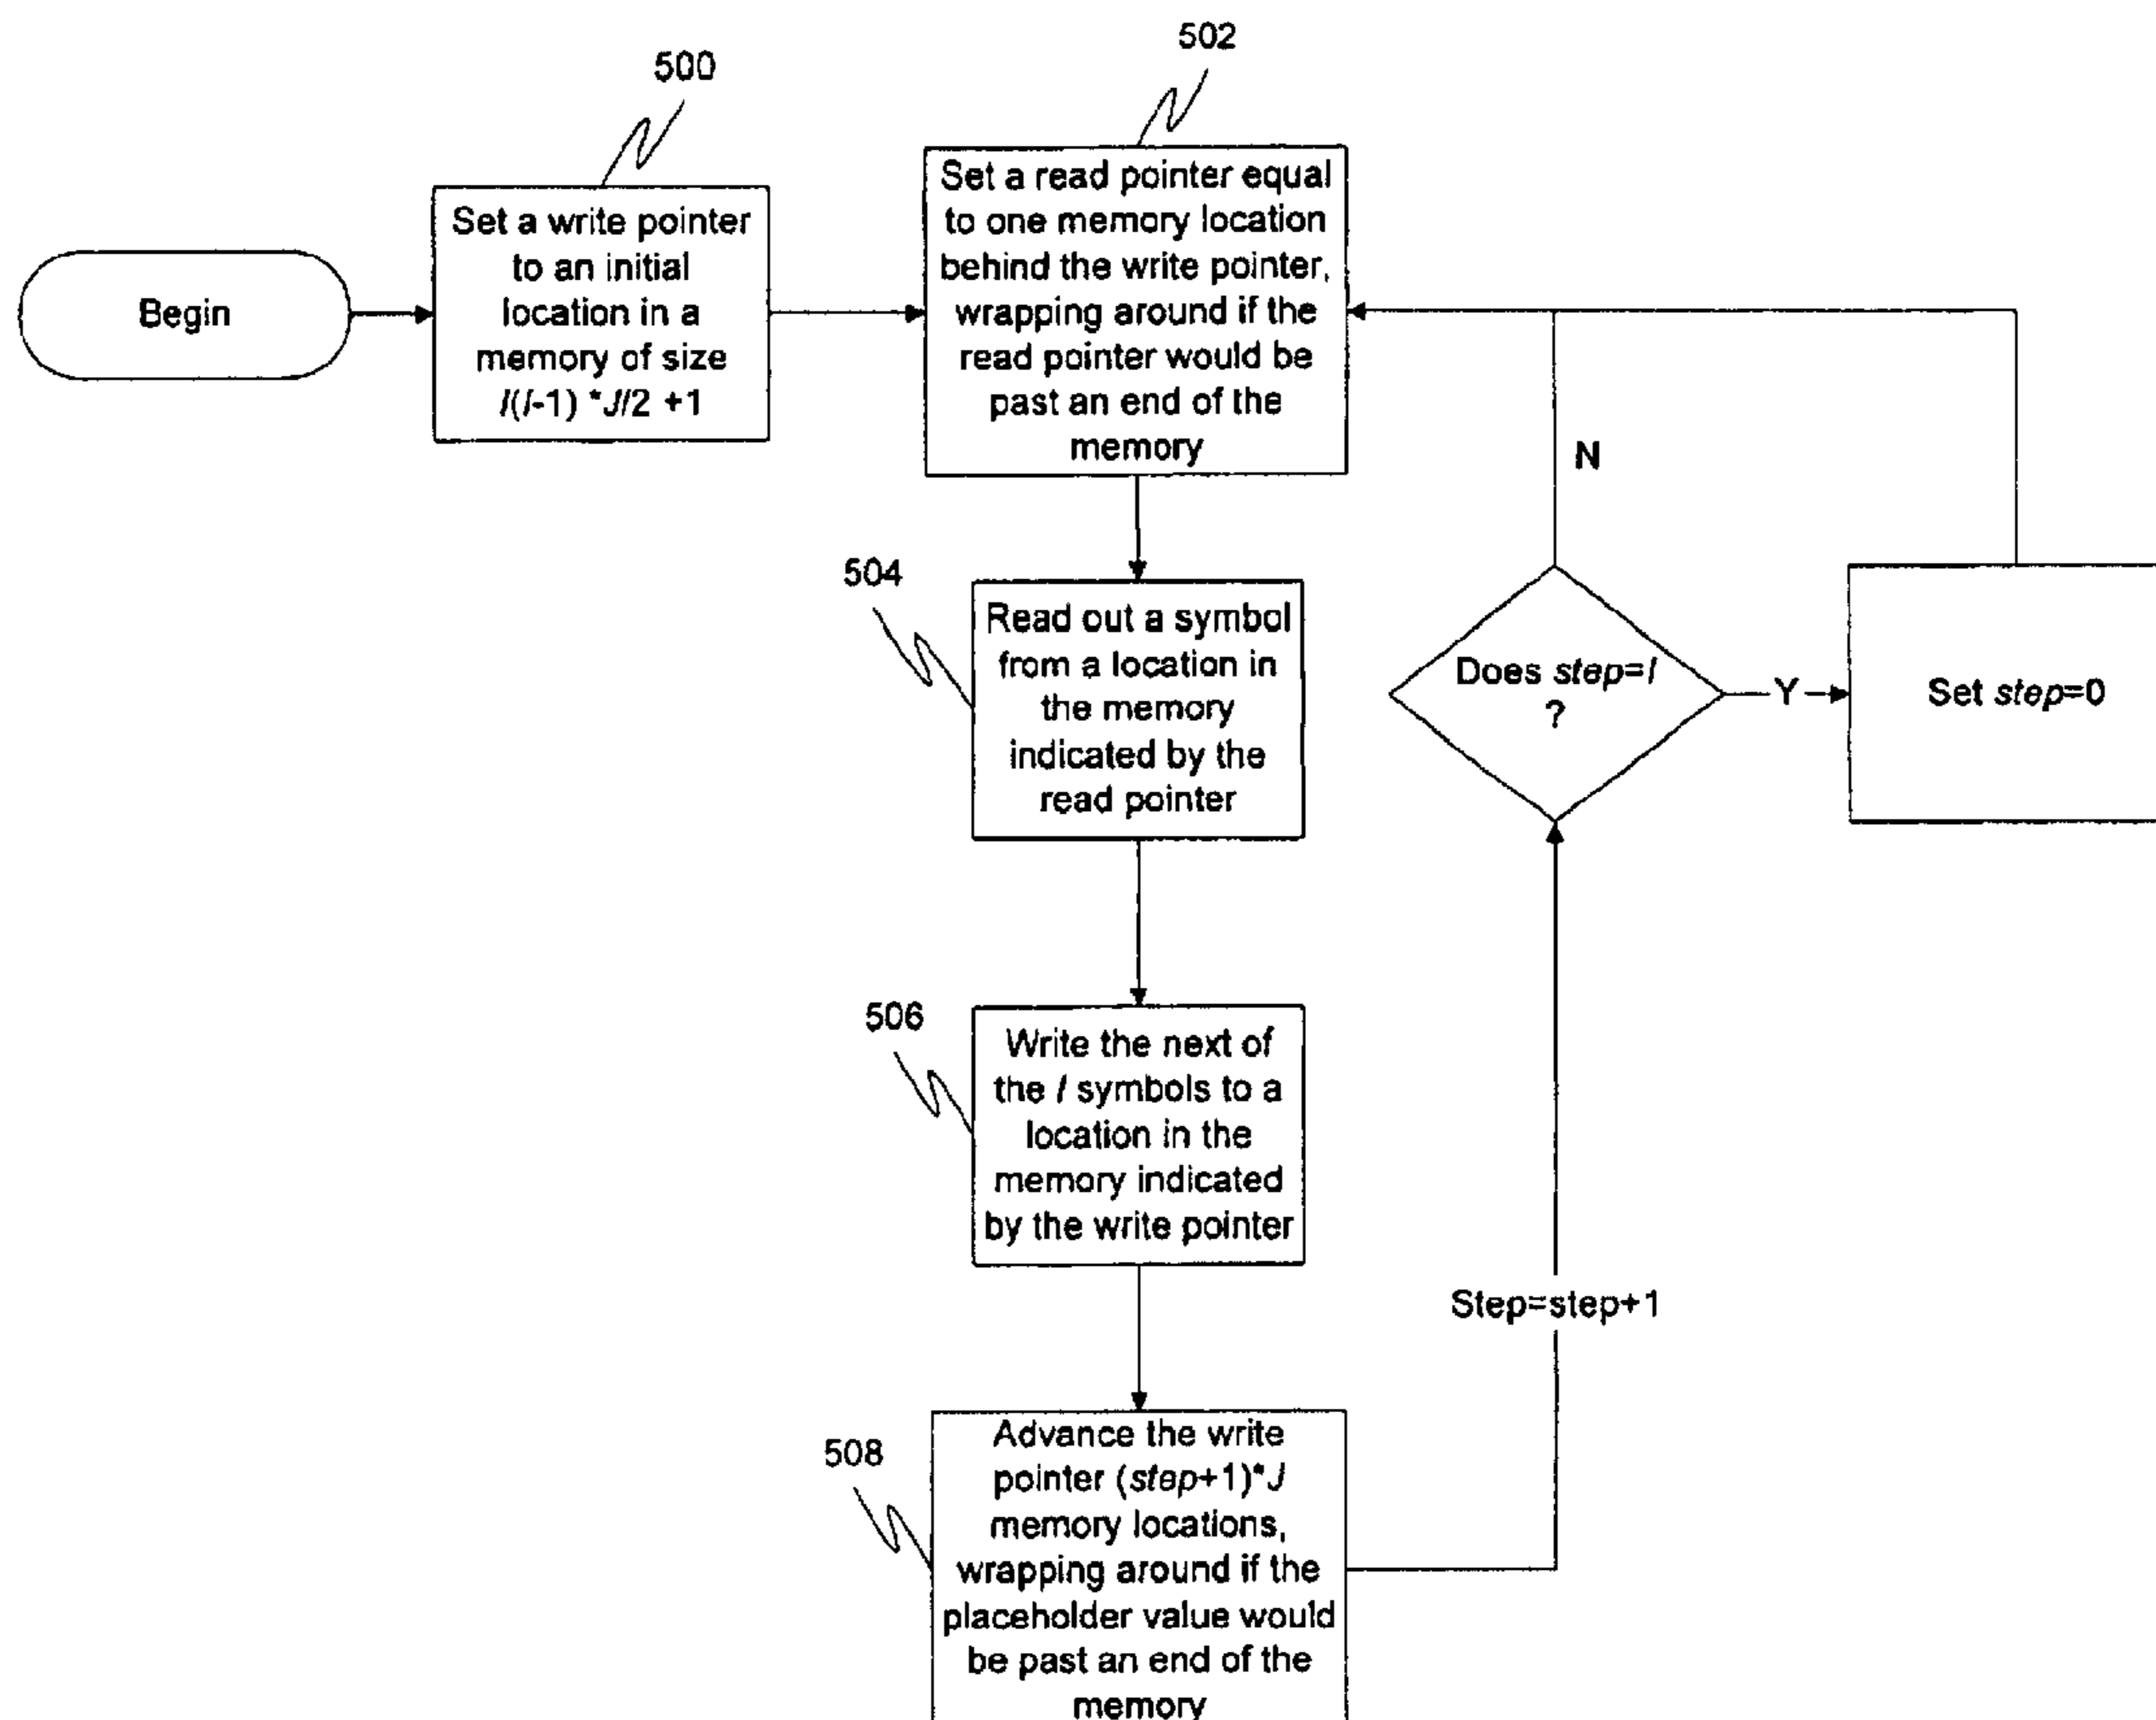 500
502
Begin
Set a write pointer
to an initial
location in a
memory of size
I(I-1) *J/2 +1
Set a read pointer equal
to one memory location
behind the write pointer,
wrapping around if the
read pointer would be
past an end of the
memory
N
504
Read out a symbol
from a location in
the memory
indicated by the
read pointer
Does step=I
?
Y
Set step=0
506
Write the next of
the I symbols to a
location in the
memory indicated
by the write pointer
Step=step+1
508
Advance the write
pointer (step+1)*J
memory locations,
wrapping around if the
placeholder value would
be past an end of the
memory